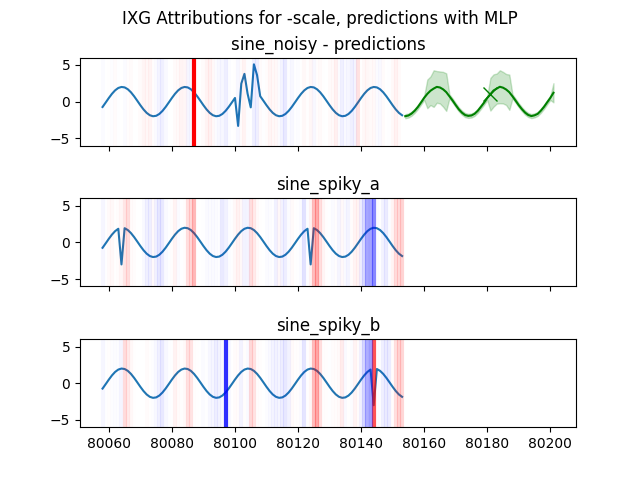 IXG Attributions for -scale, predictions with MLP
sine_noisy - predictions
5
0
−5
sine_spiky_a
5
0
−5
sine_spiky_b
5
0
−5
80060 80080 80100 80120 80140 80160 80180 80200